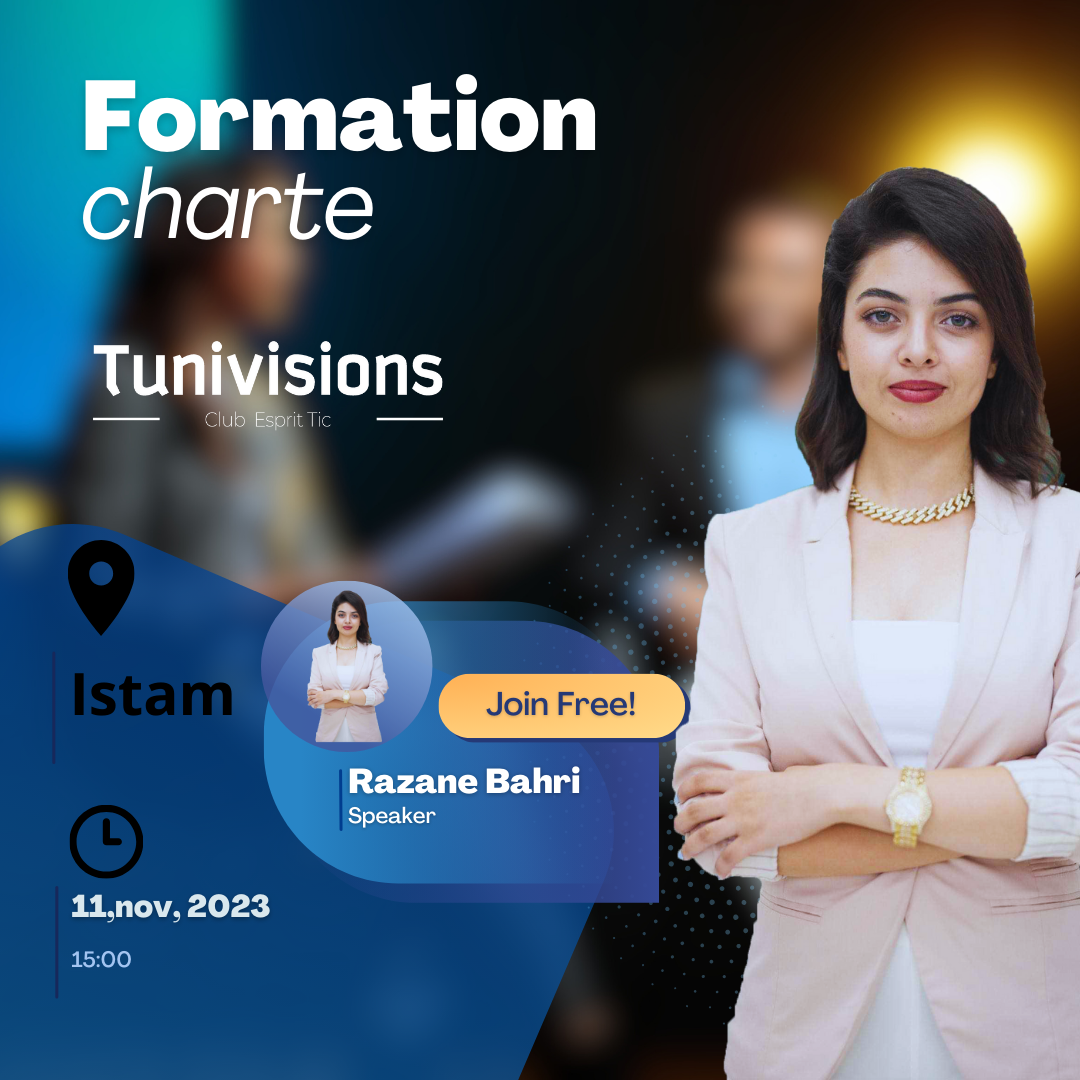 Formation
charte
Tunivisions
Club Esprit Tic
Istam
Join Free!
Razane Bahri
Speaker
11,nov, 2023
15:00